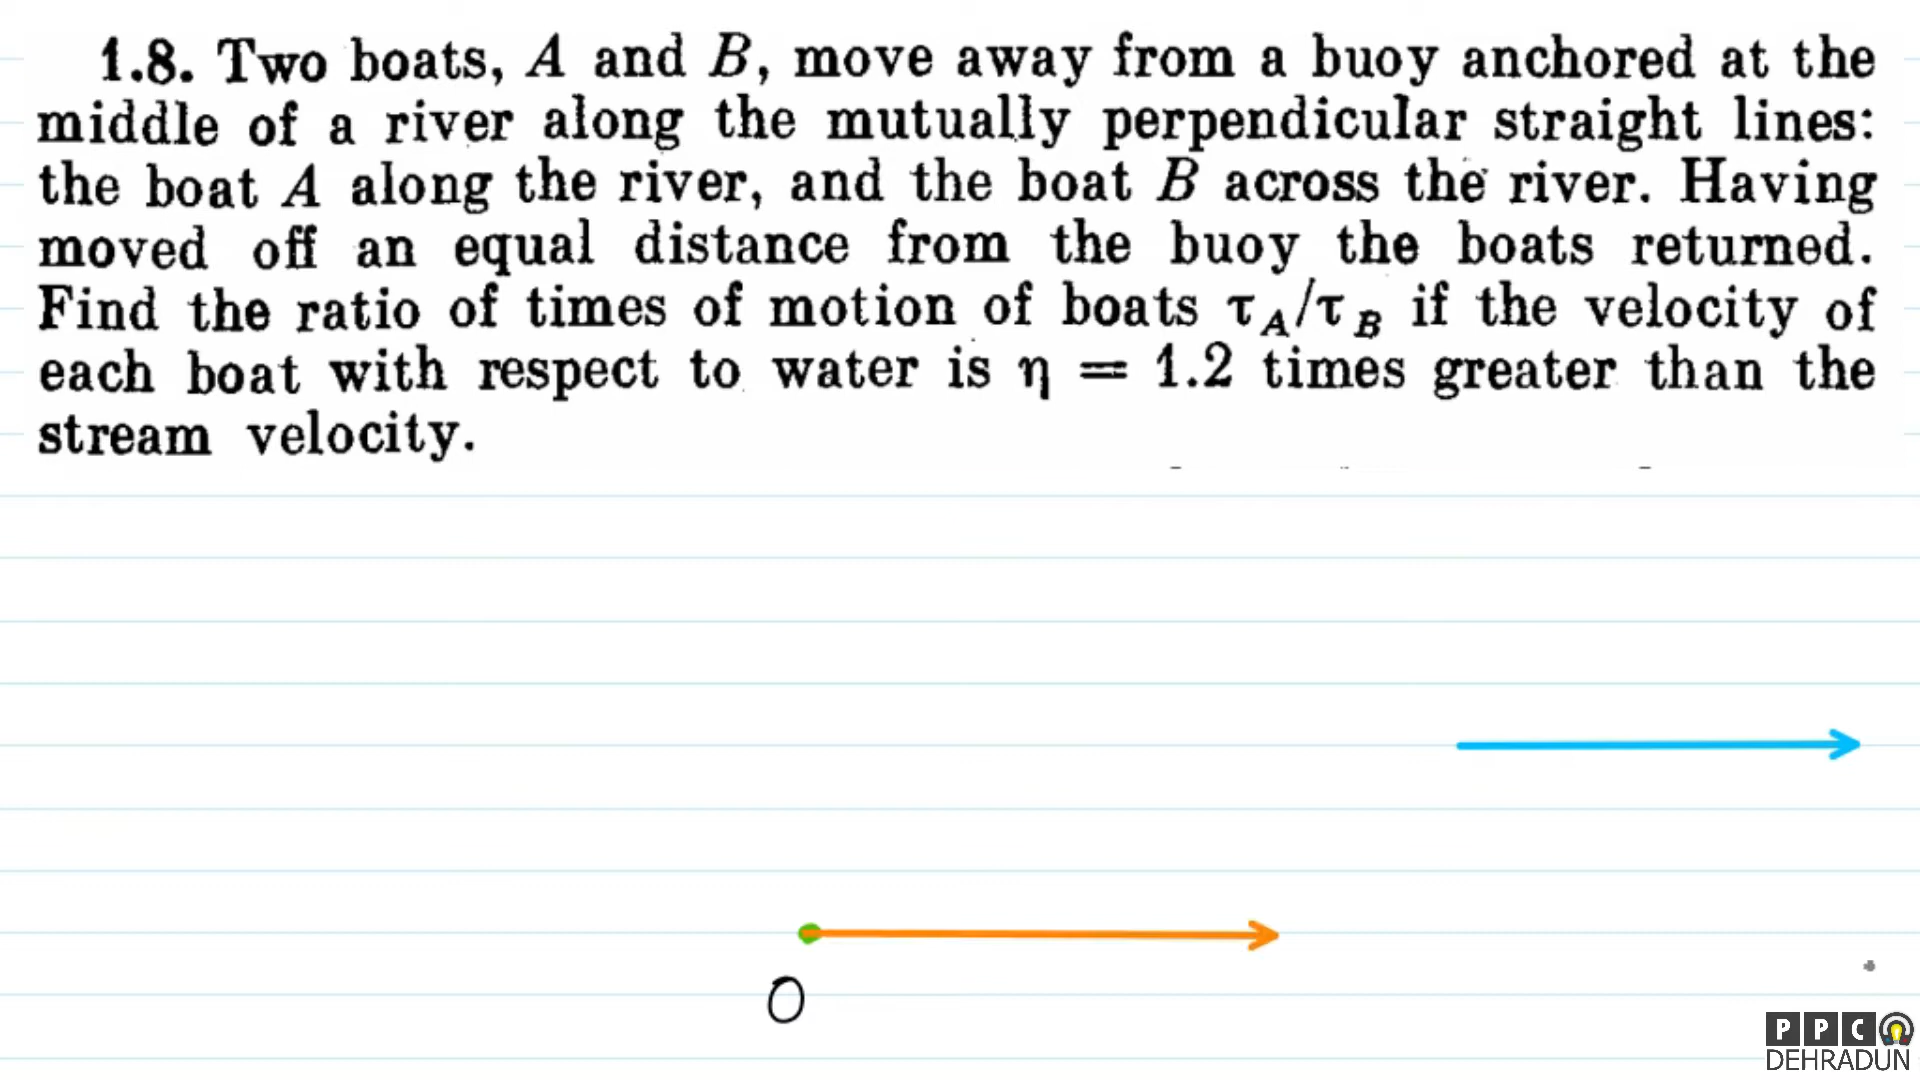 1.8. Two boats, A and B, move away from a buoy anchored at the
middle of a river along the mutually perpendicular straight lines:
the boat A along the river, and the boat B across the river. Having
moved off an equal distance from the buoy the boats returned.
Find the ratio of times of motion of boats τA/τB if the velocity of
each boat with respect to water is η = 1.2 times greater than the
stream velocity.
O
PPC
DEHRADUN